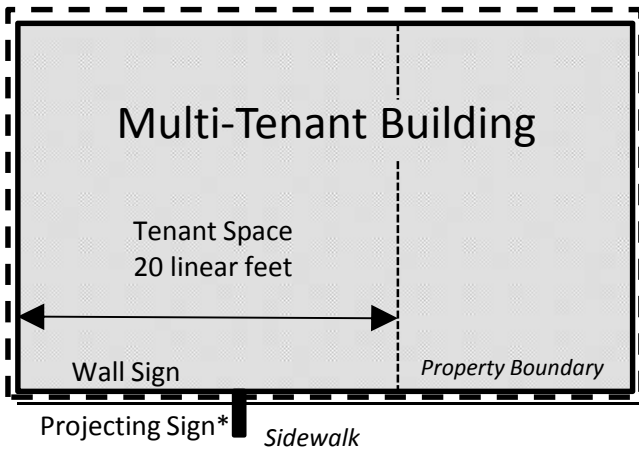 Multi-Tenant Building
Tenant Space
20 linear feet
Wall Sign
Property Boundary
Projecting Sign*
Sidewalk